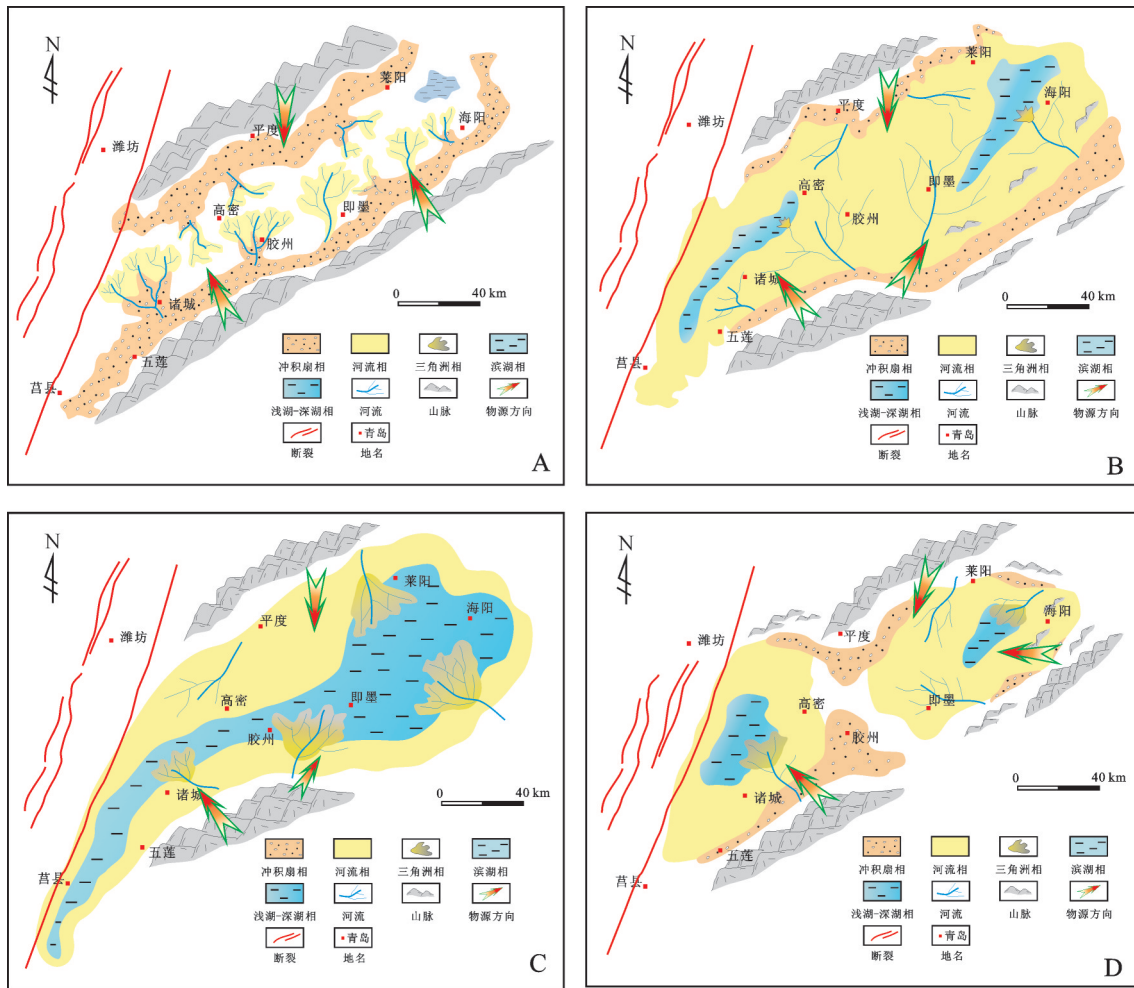 N
莱阳
海阳
平度
潍坊
即墨
高密
胶州
诸城
0 40 km
五莲
冲积扇相 河流相 三角洲相 滨湖相
莒县
浅湖-深湖相 河流 山脉 物源方向
青岛
断裂 地名
A
N
莱阳
海阳
平度
潍坊
高密
即墨
胶州
诸城
0 40 km
五莲
冲积扇相 河流相 三角洲相 滨湖相
莒县
浅湖-深湖相 河流 山脉 物源方向
青岛
断裂 地名
B
N
莱阳
海阳
平度
潍坊
高密
即墨
胶州
诸城
0 40 km
五莲
冲积扇相 河流相 三角洲相 滨湖相
莒县
浅湖-深湖相 河流 山脉 物源方向
青岛
断裂 地名
C
N
莱阳
海阳
平度
潍坊
高密
即墨
胶州
诸城
0 40 km
五莲
冲积扇相 河流相 三角洲相 滨湖相
莒县
浅湖-深湖相 河流 山脉 物源方向
青岛
断裂 地名
D